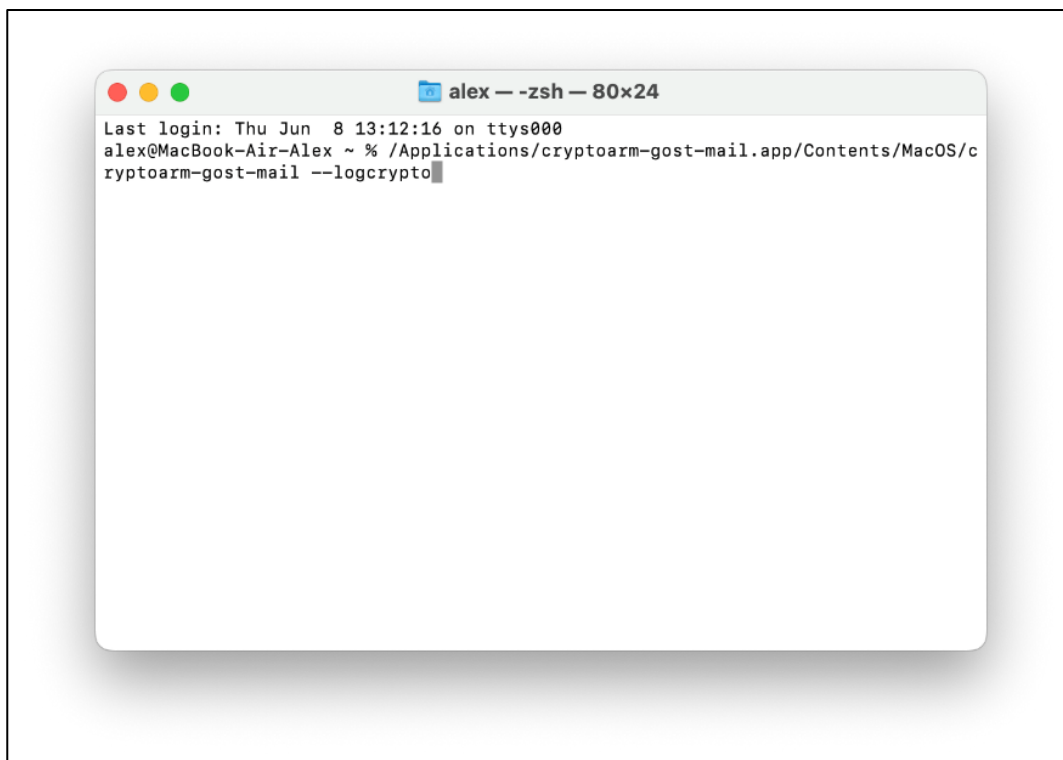 alex — -zsh — 80×24
Last login: Thu Jun  8 13:12:16 on ttys000
alex@MacBook-Air-Alex ~ % /Applications/cryptoarm-gost-mail.app/Contents/MacOS/c
ryptoarm-gost-mail --logcrypto